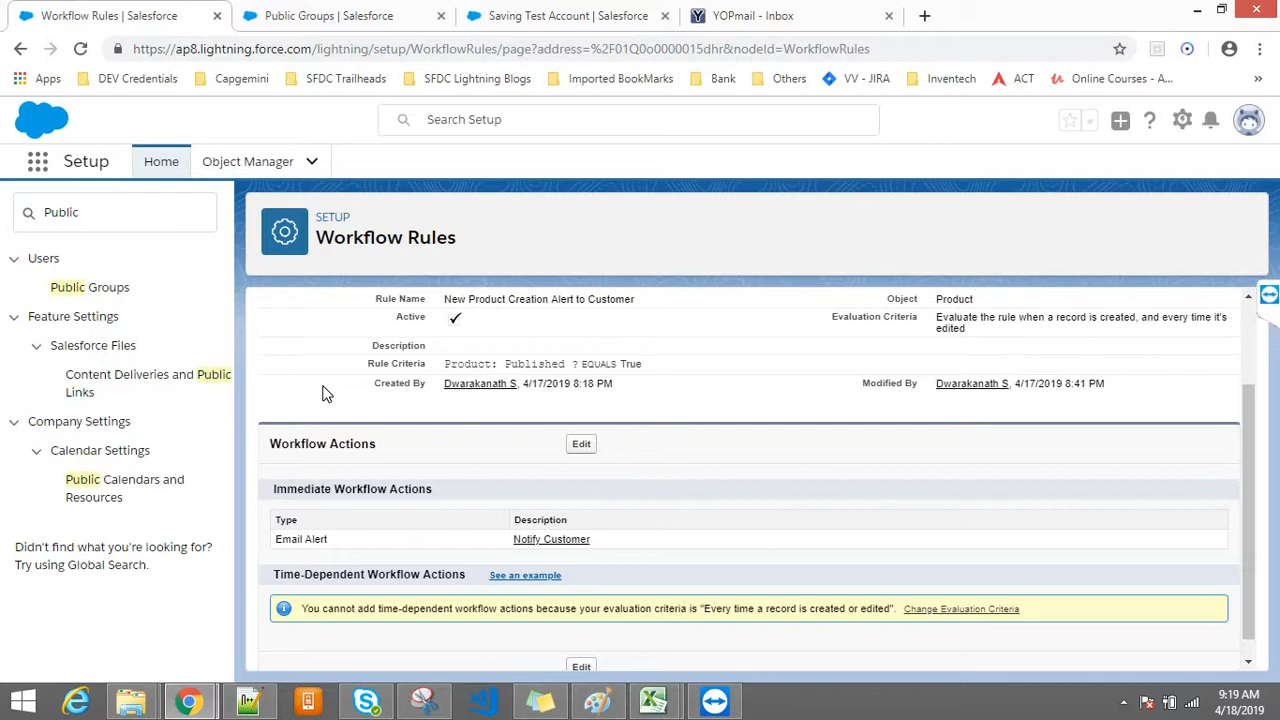 Workflow Rules | Salesforce
Public Groups | Salesforce
Saving Test Account | Salesforce
YOPmail - Inbox
https://ap8.lightning.force.com/lightning/setup/WorkflowRules/page?address=%2F01Q0o0000015dhr&nodeId=WorkflowRules
Apps
DEV Credentials
Capgemini
SFDC Trailheads
SFDC Lightning Blogs
Imported BookMarks
Bank
Others
VV - JIRA
Inventech
ACT
Online Courses - A...
»
Search Setup
Setup
Home
Object Manager
Public
Users
Public Groups
Feature Settings
Salesforce Files
Content Deliveries and Public
Links
Company Settings
Calendar Settings
Public Calendars and
Resources
Didn't find what you're looking for?
Try using Global Search.
SETUP
Workflow Rules
Rule Name New Product Creation Alert to Customer Object Product
Active Evaluation Criteria Evaluate the rule when a record is created, and every time it's
edited
Description
Rule Criteria Product: Published ? EQUALS True
Created By Dwarakanath S, 4/17/2019 8:18 PM Modified By Dwarakanath S, 4/17/2019 8:41 PM
Workflow Actions Edit
Immediate Workflow Actions
Type Description
Email Alert Notify Customer
Time-Dependent Workflow Actions See an example
You cannot add time-dependent workflow actions because your evaluation criteria is "Every time a record is created or edited". Change Evaluation Criteria
Edit
9:19 AM
4/18/2019